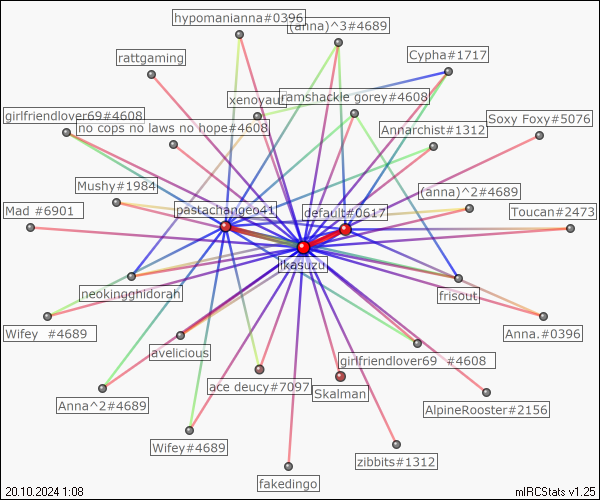 hypomanianna#0396
(anna)^3#4689
rattgaming
Cypha#1717
xenoyaur
ramshackle gorey#4608
girlfriendlover69#4608
no cops no laws no hope#4608
Annarchist#1312
Soxy Foxy#5076
Mushy#1984
(anna)^2#4689
Mad #6901
pastachangeo41
default#0617
Toucan#2473
ikasuzu
neokingghidorah
frisout
Wifey #4689
Anna.#0396
avelicious
girlfriendlover69 #4608
ace deucy#7097
Skalman
Anna^2#4689
AlpineRooster#2156
Wifey#4689
zibbits#1312
fakedingo
20.10.2024 1:08
mIRCStats v1.25